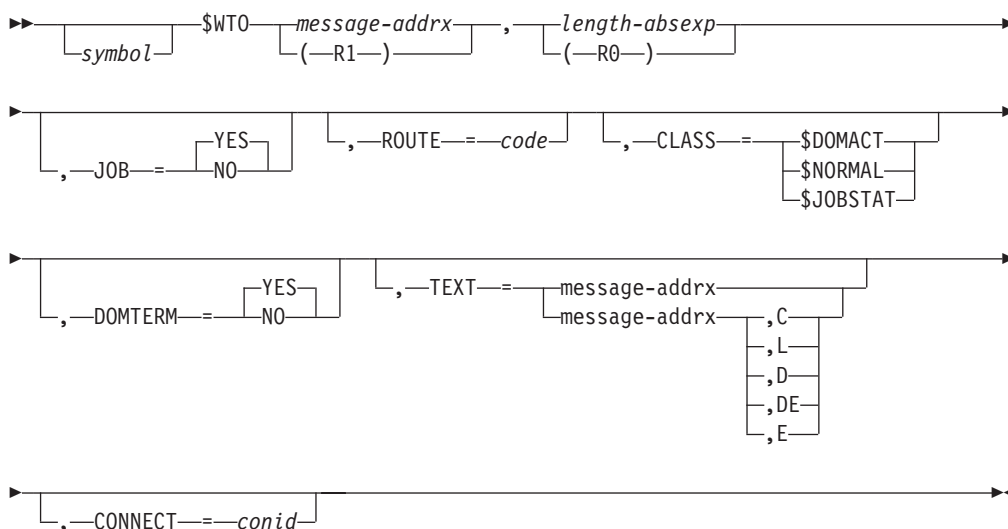 $WTO message-addrx , length-absexp
symbol ( R1 ) ( R0 )
YES , ROUTE = code , CLASS = $DOMACT
, JOB = NO $NORMAL
$JOBSTAT
YES , TEXT = message-addrx
, DOMTERM = NO message-addrx ,C
,L
,D
,DE
,E
, CONNECT = conid